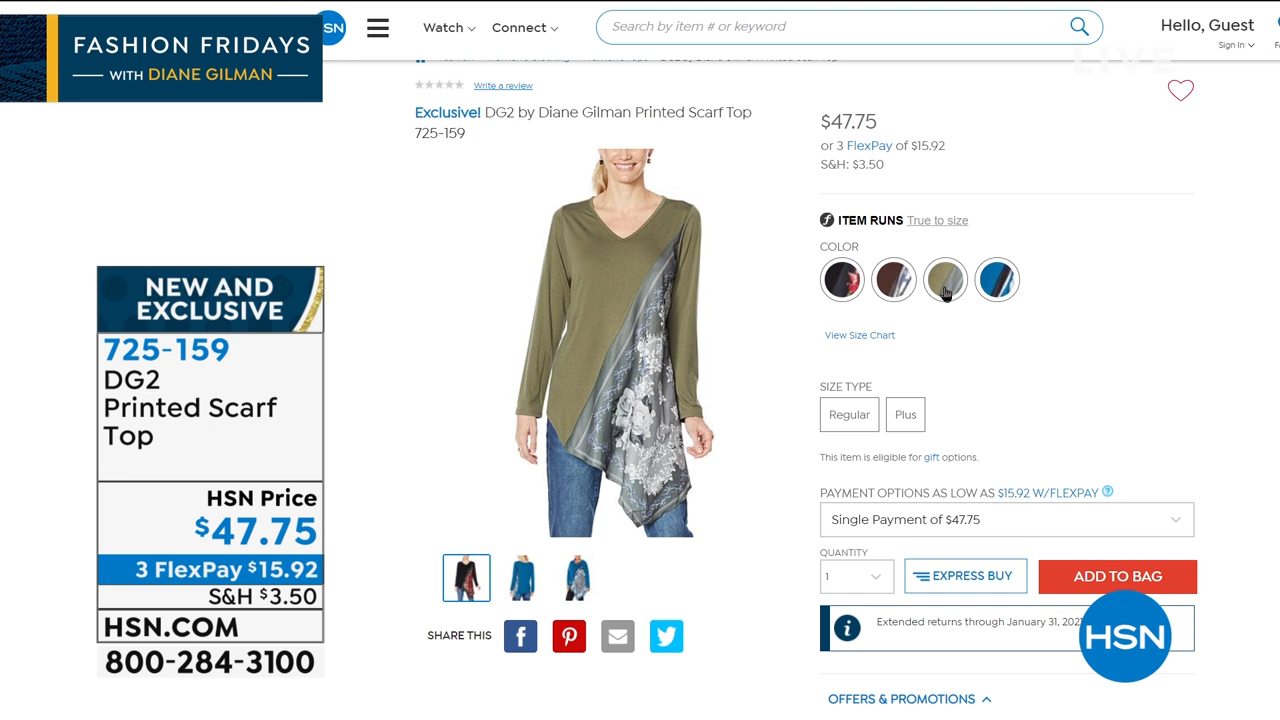 FASHION FRIDAYS
WITH DIANE GILMAN
SN
Watch
Connect
Search by item # or keyword
Hello, Guest
Sign In
LIVE
Write a review
Exclusive! DG2 by Diane Gilman Printed Scarf Top
725-159
$47.75
or 3 FlexPay of $15.92
S&H: $3.50
f ITEM RUNS True to size
COLOR
View Size Chart
SIZE TYPE
Regular
Plus
This item is eligible for gift options.
PAYMENT OPTIONS AS LOW AS $15.92 W/FLEXPAY ?
Single Payment of $47.75
QUANTITY
1
EXPRESS BUY
ADD TO BAG
i
Extended returns through January 31, 2021
HSN
OFFERS & PROMOTIONS
SHARE THIS
f
NEW AND
EXCLUSIVE
725-159
DG2
Printed Scarf
Top
HSN Price
$47.75
3 FlexPay $15.92
S&H $3.50
HSN.COM
800-284-3100